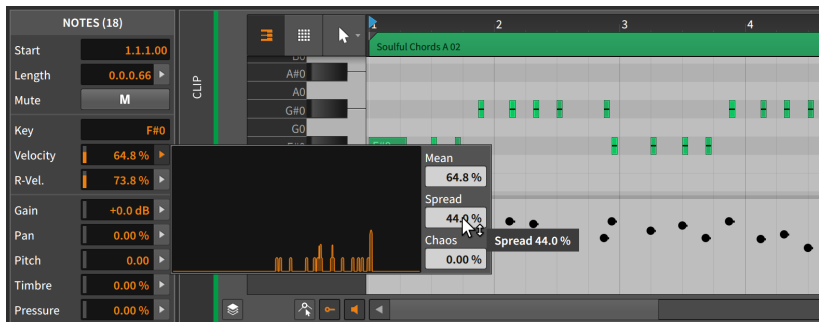 NOTES (18)
Start 1.1.1.00
Length 0.0.0.66
Mute M
Key F#0
Velocity 64.8 %
R-Vel. 73.8 %
Gain +0.0 dB
Pan 0.00 %
Pitch 0.00
Timbre 0.00 %
Pressure 0.00 %
CLIP
1 2 3 4
Soulful Chords A 02
A#0
A0
G#0
G0
Mean
64.8 %
Spread
44.0 %
Spread 44.0 %
Chaos
0.00 %